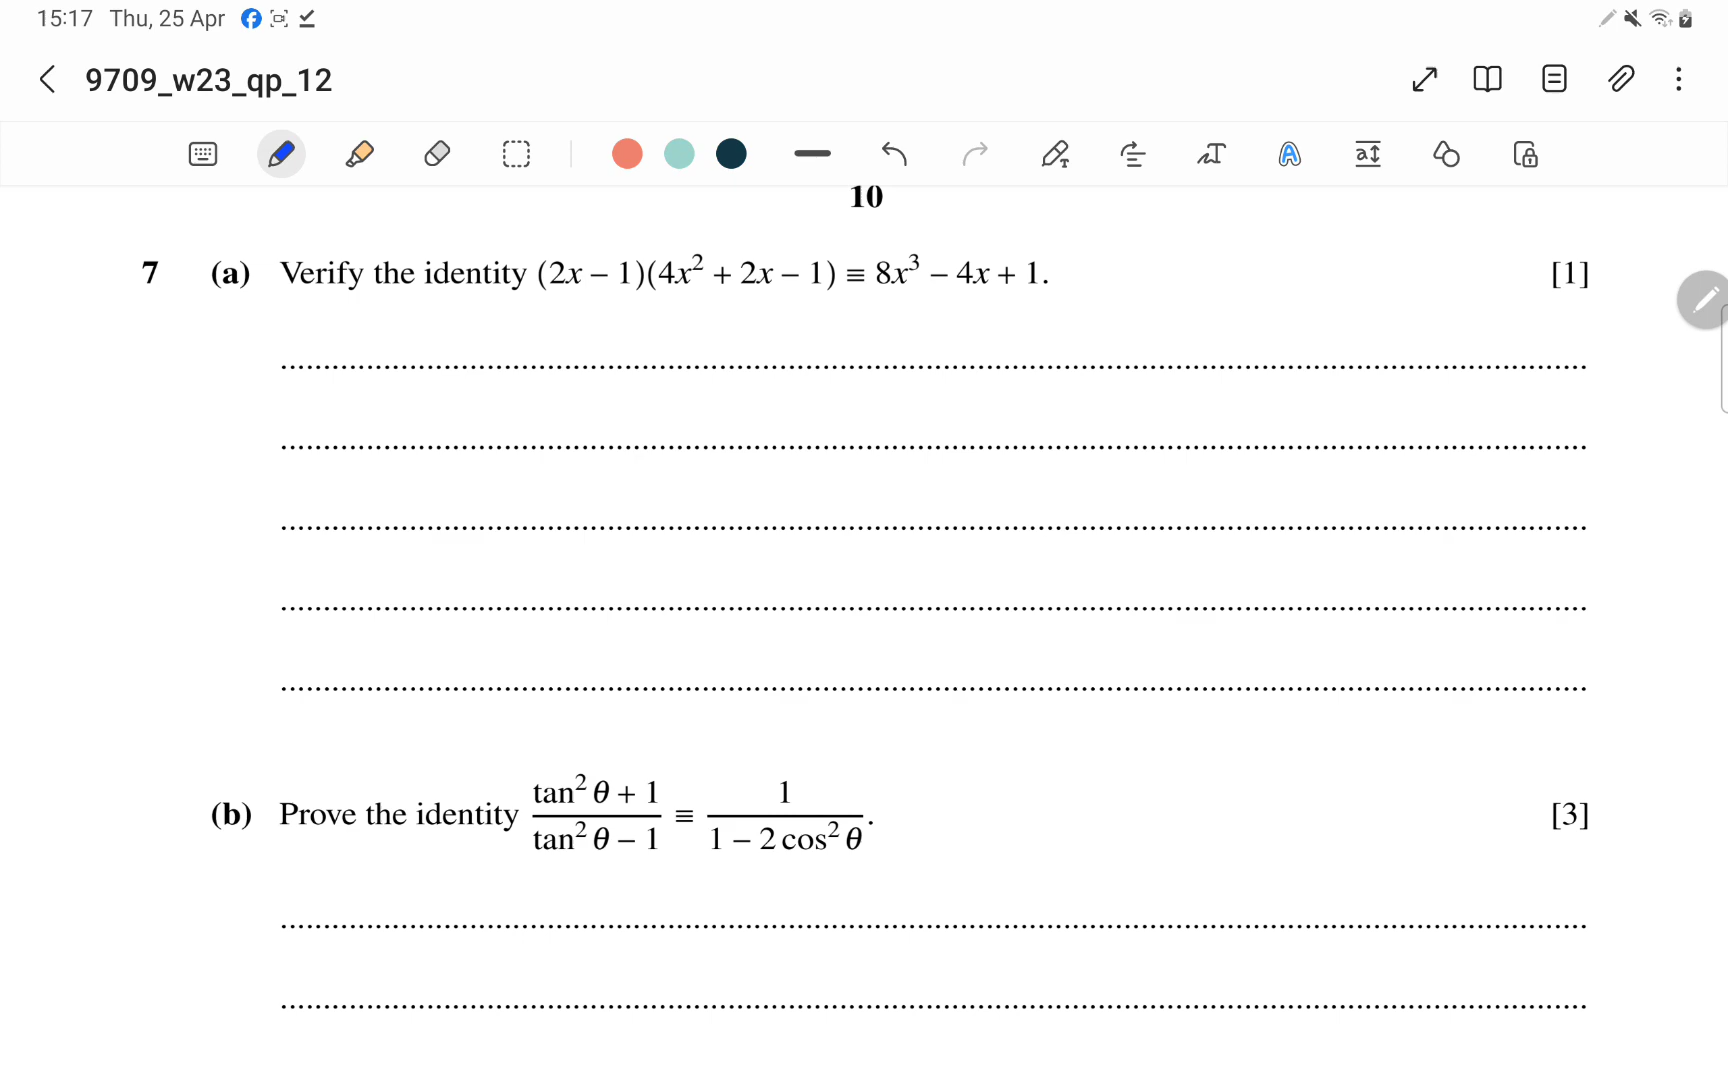 15:17 Thu, 25 Apr
9709_w23_qp_12
10
7 (a) Verify the identity (2x – 1)(4x² + 2x – 1) ≡ 8x³ – 4x + 1. [1]
(b) Prove the identity (tan² θ + 1)/(tan² θ – 1) ≡ 1/(1 – 2 cos² θ). [3]